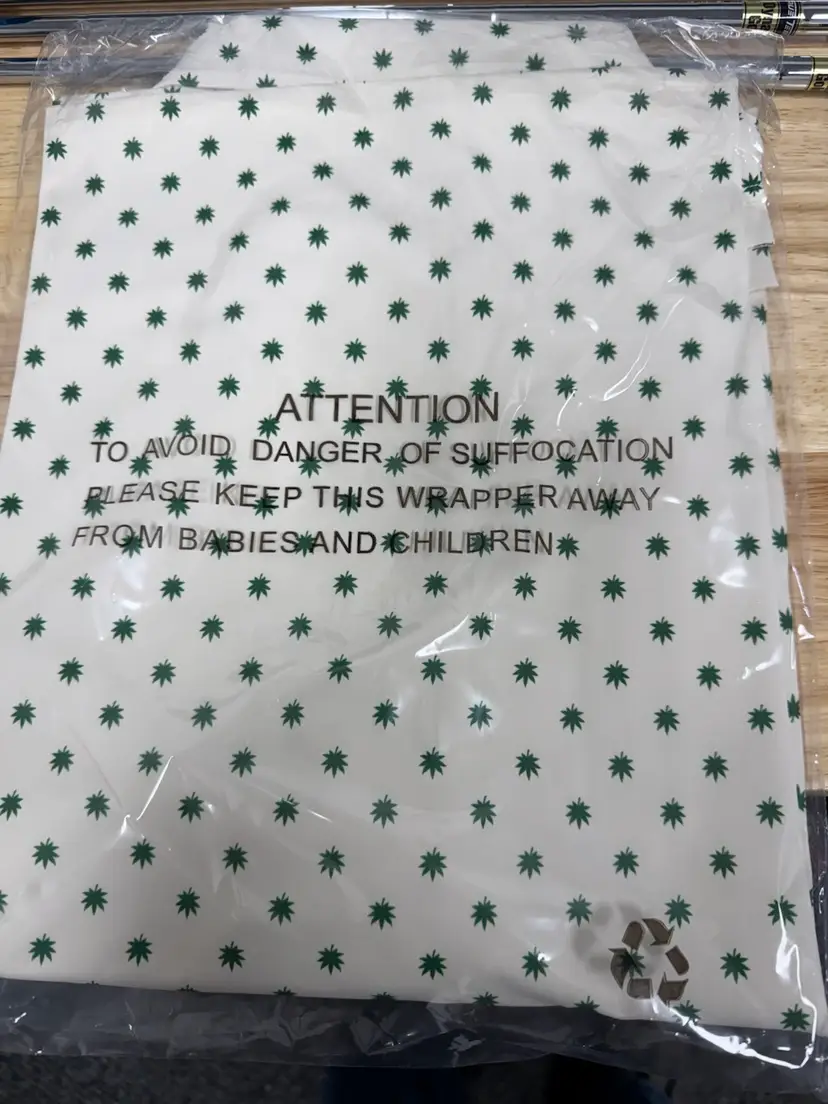 ATTENTION
TO AVOID DANGER OF SUFFOCATION
PLEASE KEEP THIS WRAPPER AWAY
FROM BABIES AND CHILDREN